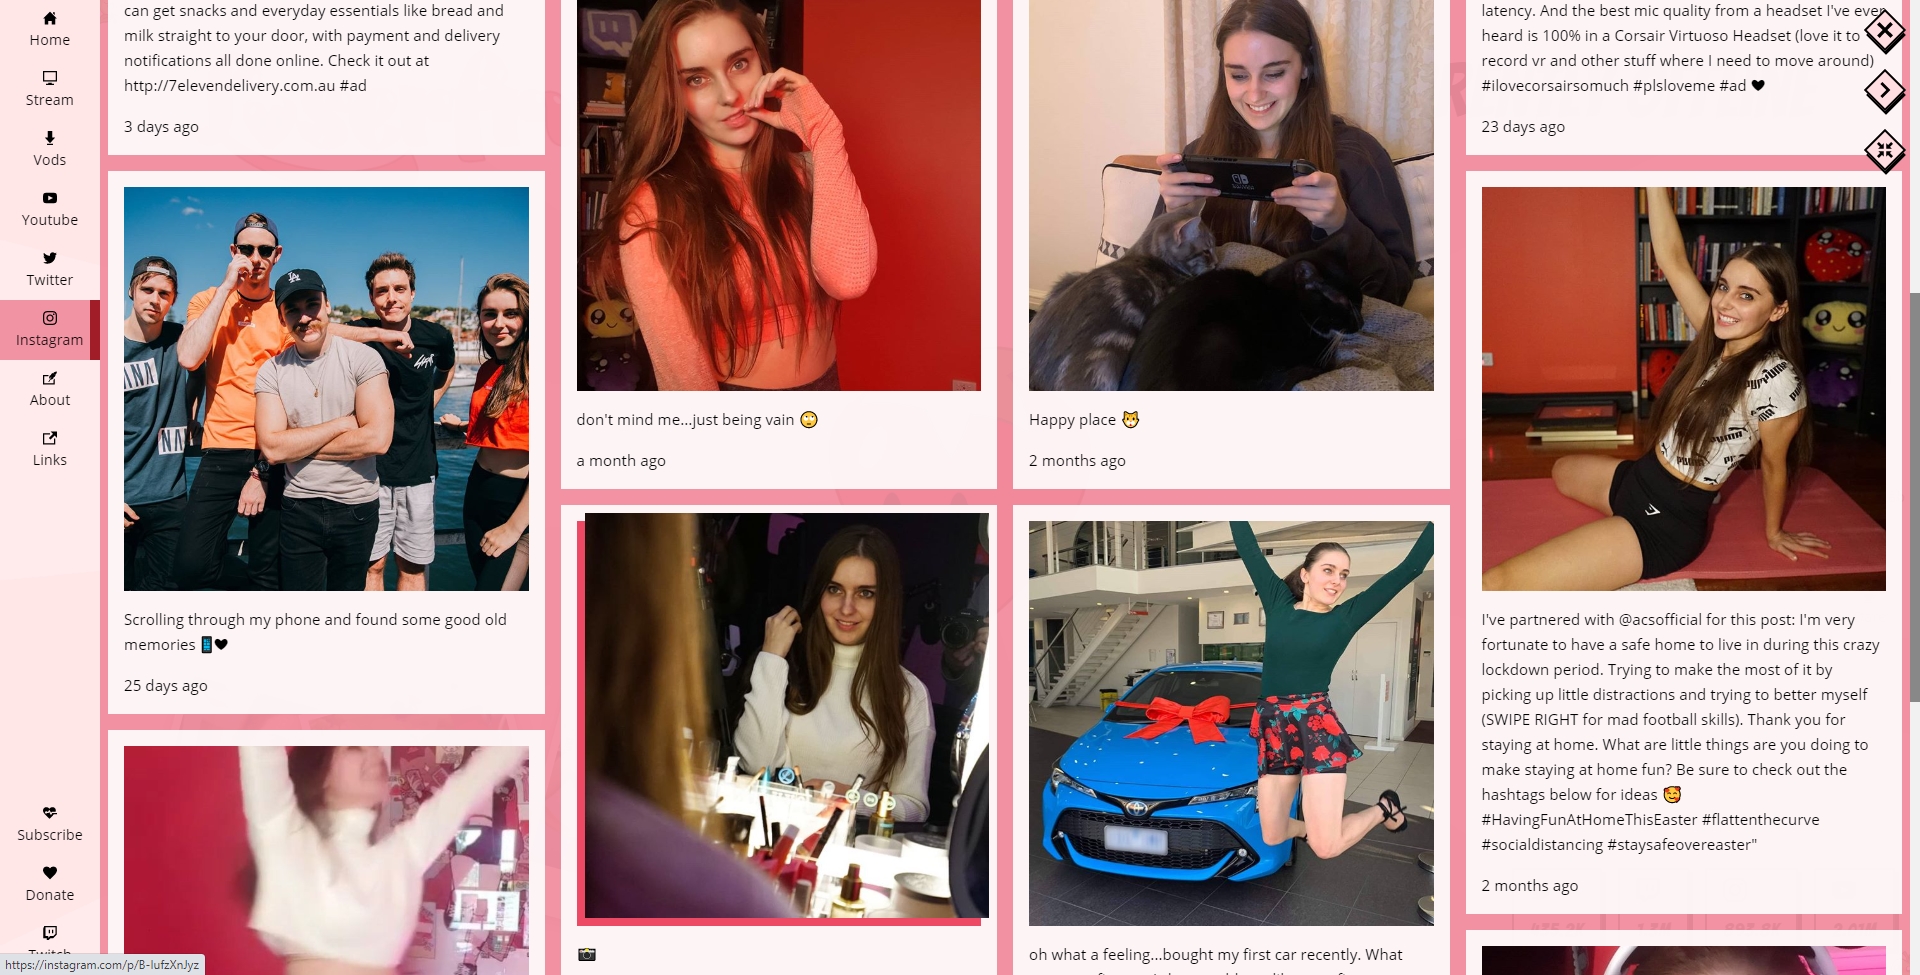 Home
Stream
Vods
Youtube
Twitter
Instagram
About
Links
Subscribe
Donate
Twitch
https://instagram.com/p/B-lufzXnJyz
can get snacks and everyday essentials like bread and
milk straight to your door, with payment and delivery
notifications all done online. Check it out at
http://7elevendelivery.com.au #ad
3 days ago
LA
NANA
NAN
Scrolling through my phone and found some good old
memories 📱🖤
25 days ago
don't mind me...just being vain 🙄
a month ago
📷
Happy place 🐱
2 months ago
oh what a feeling...bought my first car recently. What
latency. And the best mic quality from a headset I've ever
heard is 100% in a Corsair Virtuoso Headset (love it to
record vr and other stuff where I need to move around)
#ilovecorsairsomuch #plsloveme #ad 🖤
23 days ago
PUMA
I've partnered with @acsofficial for this post: I'm very
fortunate to have a safe home to live in during this crazy
lockdown period. Trying to make the most of it by
picking up little distractions and trying to better myself
(SWIPE RIGHT for mad football skills). Thank you for
staying at home. What are little things are you doing to
make staying at home fun? Be sure to check out the
hashtags below for ideas 🥰
#HavingFunAtHomeThisEaster #flattenthecurve
#socialdistancing #staysafeovereaster"
2 months ago